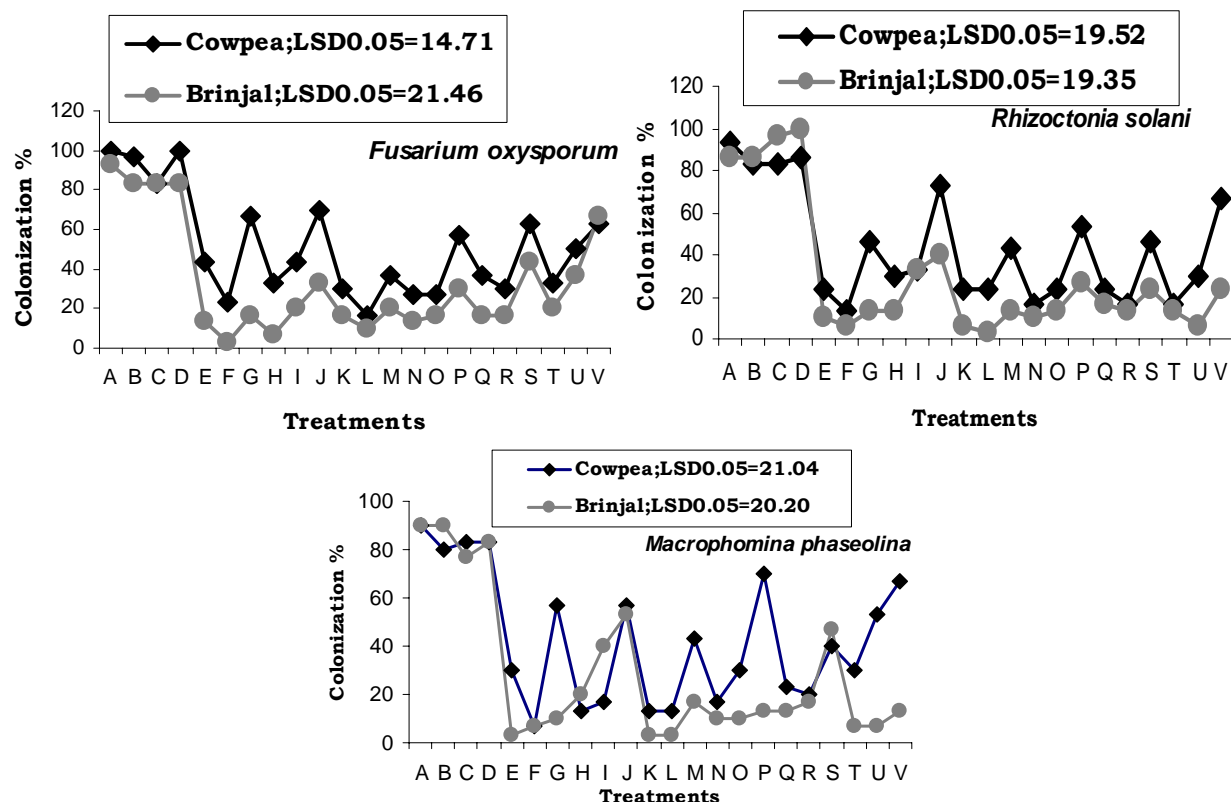 Cowpea;LSD0.05=14.71
Brinjal;LSD0.05=21.46
Fusarium oxysporum
Colonization %
120
100
80
60
40
20
0
A B C D E F G H I J K L M N O P Q R S T U V
Treatments
Cowpea;LSD0.05=19.52
Brinjal;LSD0.05=19.35
Rhizoctonia solani
Colonization %
120
100
80
60
40
20
0
A B C D E F G H I J K L M N O P Q R S T U V
Treatments
Cowpea;LSD0.05=21.04
Brinjal;LSD0.05=20.20
Macrophomina phaseolina
Colonization %
100
80
60
40
20
0
A B C D E F G H I J K L M N O P Q R S T U V
Treatments